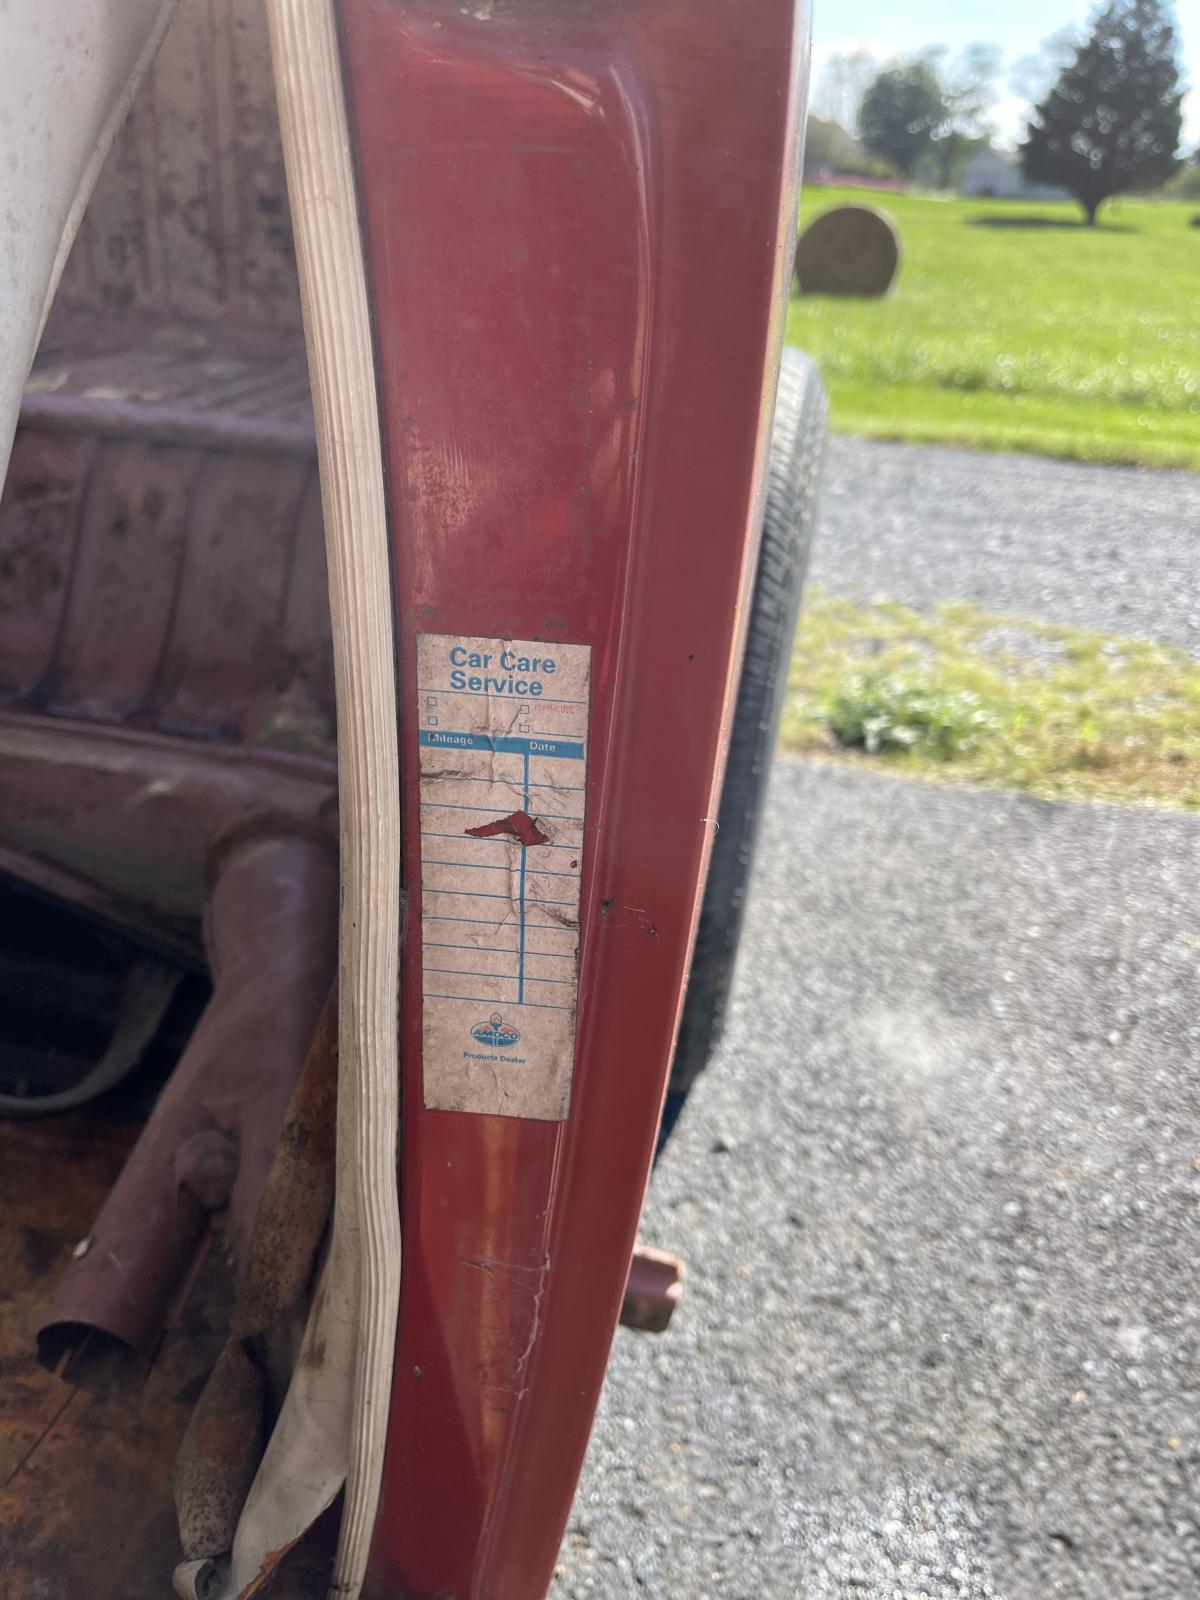 Car Care
Service
Mileage Date
AMOCO
Products Dealer